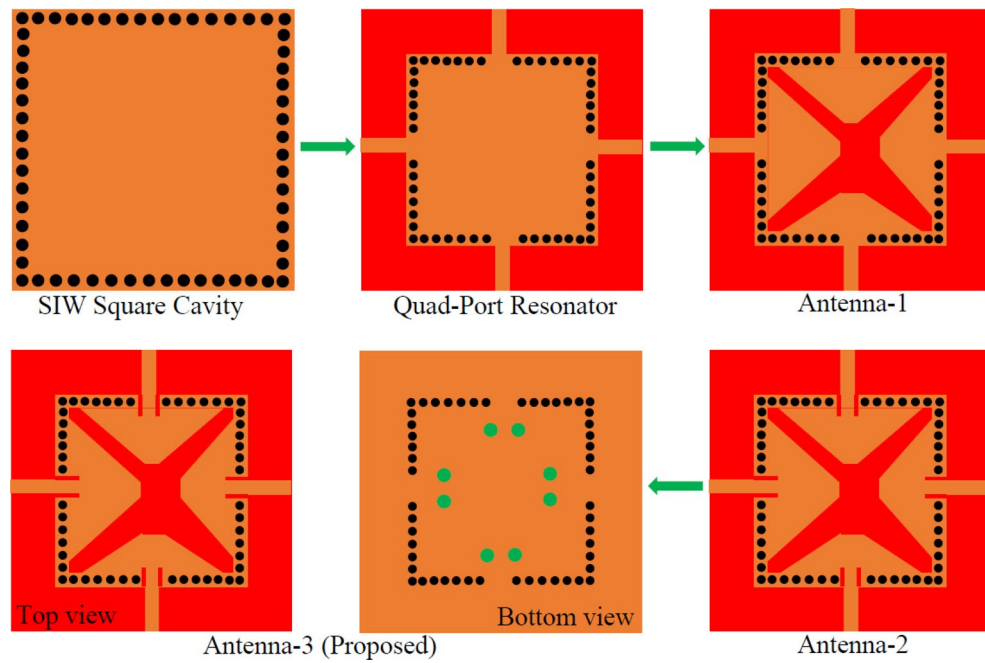 SIW Square Cavity
Quad-Port Resonator
Antenna-1
Top view
Bottom view
Antenna-3 (Proposed)
Antenna-2